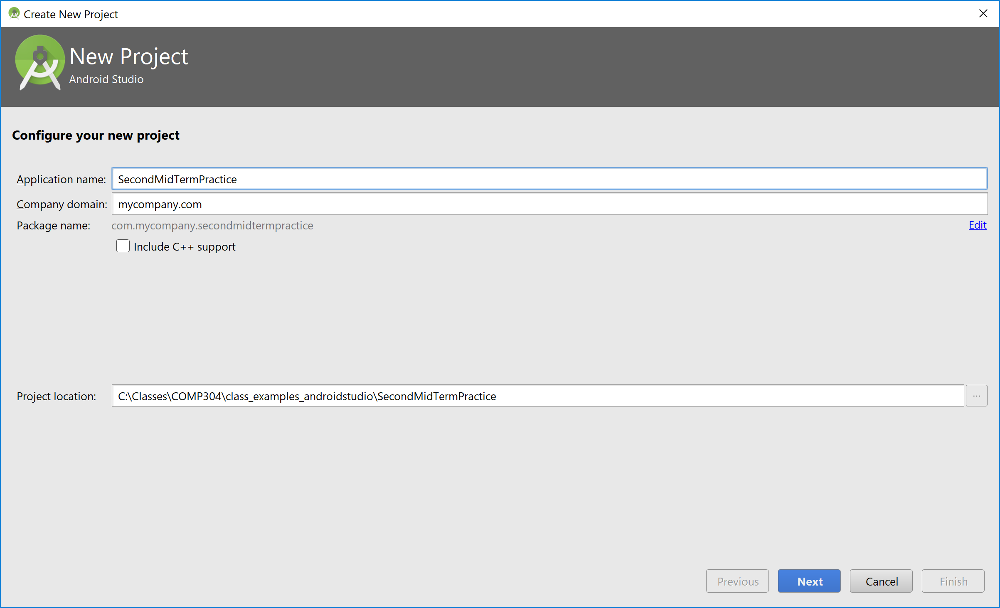 Create New Project
New Project
Android Studio
Configure your new project
Application name: SecondMidTermPractice
Company domain: mycompany.com
Package name: com.mycompany.secondmidtermpractice Edit
Include C++ support
Project location: C:\Classes\COMP304\class_examples_androidstudio\SecondMidTermPractice ...
Previous Next Cancel Finish